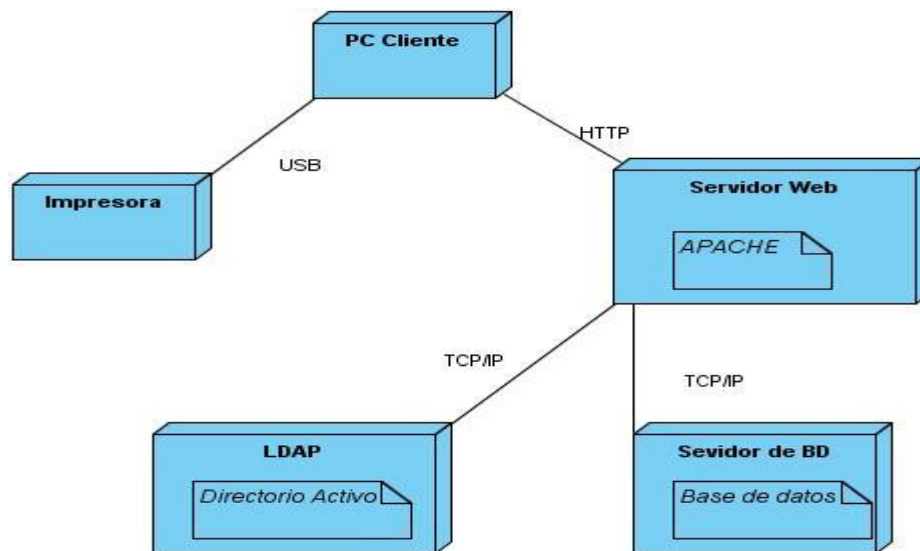 PC Cliente
HTTP
USB
Impresora
Servidor Web
APACHE
TCP/IP
TCP/IP
LDAP
Directorio Activo
Sevidor de BD
Base de datos